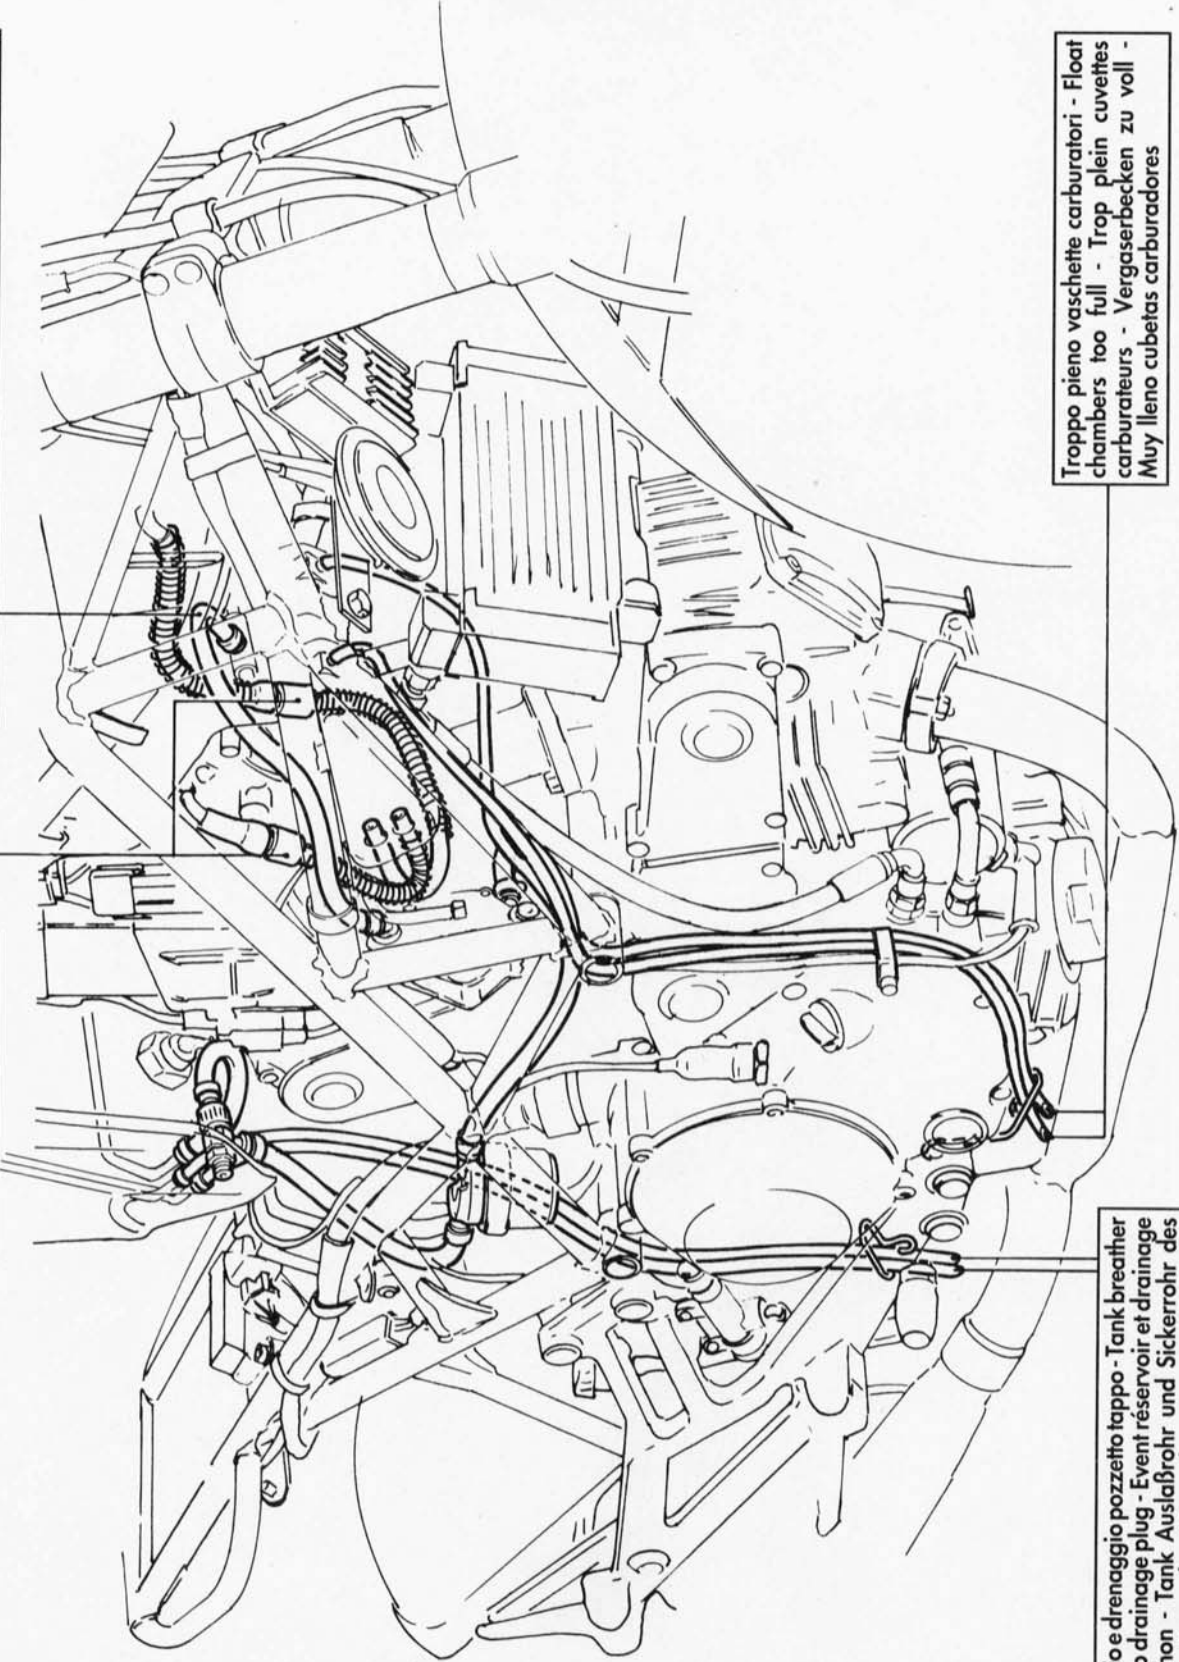 Troppo pieno vaschette carburatori - Float
chambers too full - Trop plein cuvettes
carburateurs - Vergaserbecken zu voll -
Muy lleno cubetas carburadores
o e drenaggio pozzetto tappo - Tank breather
drainage plug - Event réservoir et drainage
- Tank Auslaßrohr und Sickerrohr des